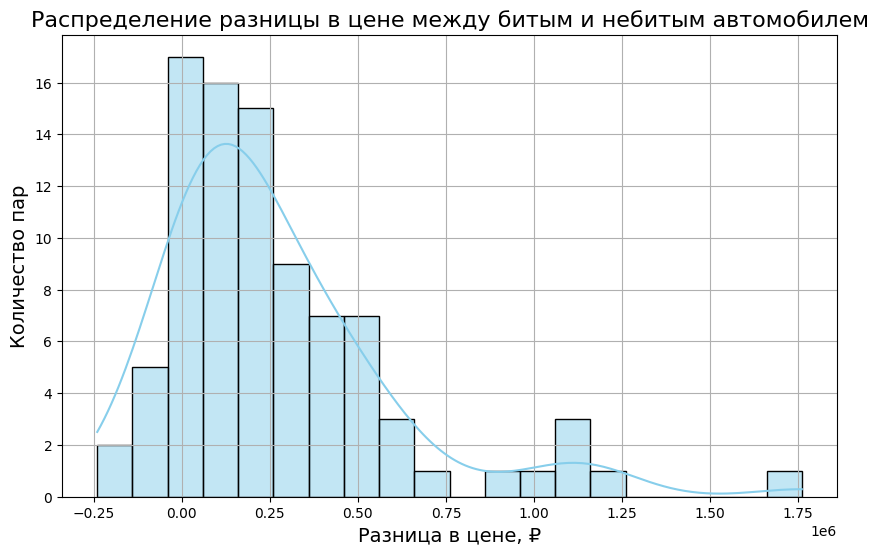 Распределение разницы в цене между битым и небитым автомобилем
Количество пар
16
14
12
10
8
6
4
2
0
−0.25 0.00 0.25 0.50 0.75 1.00 1.25 1.50 1.75
1e6
Разница в цене, ₽